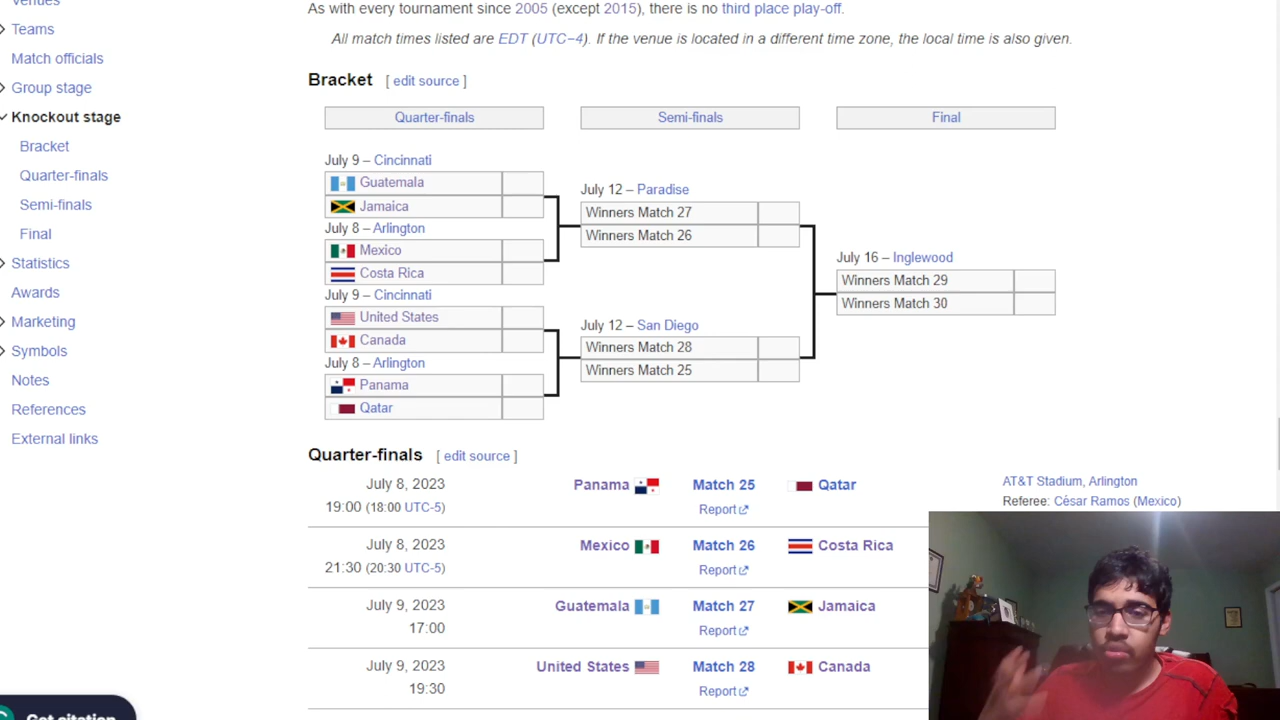 Venues
Teams
Match officials
Group stage
Knockout stage
Bracket
Quarter-finals
Semi-finals
Final
Statistics
Awards
Marketing
Symbols
Notes
References
External links
Get citation
As with every tournament since 2005 (except 2015), there is no third place play-off.
All match times listed are EDT (UTC−4). If the venue is located in a different time zone, the local time is also given.
Bracket [ edit source ]
Quarter-finals Semi-finals Final
July 9 – Cincinnati
Guatemala
Jamaica
July 8 – Arlington
Mexico
Costa Rica
July 9 – Cincinnati
United States
Canada
July 8 – Arlington
Panama
Qatar
July 12 – Paradise
Winners Match 27
Winners Match 26
July 12 – San Diego
Winners Match 28
Winners Match 25
July 16 – Inglewood
Winners Match 29
Winners Match 30
Quarter-finals [ edit source ]
July 8, 2023 Panama Match 25 Qatar AT&T Stadium, Arlington
19:00 (18:00 UTC-5) Report Referee: César Ramos (Mexico)
July 8, 2023 Mexico Match 26 Costa Rica
21:30 (20:30 UTC-5) Report
July 9, 2023 Guatemala Match 27 Jamaica
17:00 Report
July 9, 2023 United States Match 28 Canada
19:30 Report